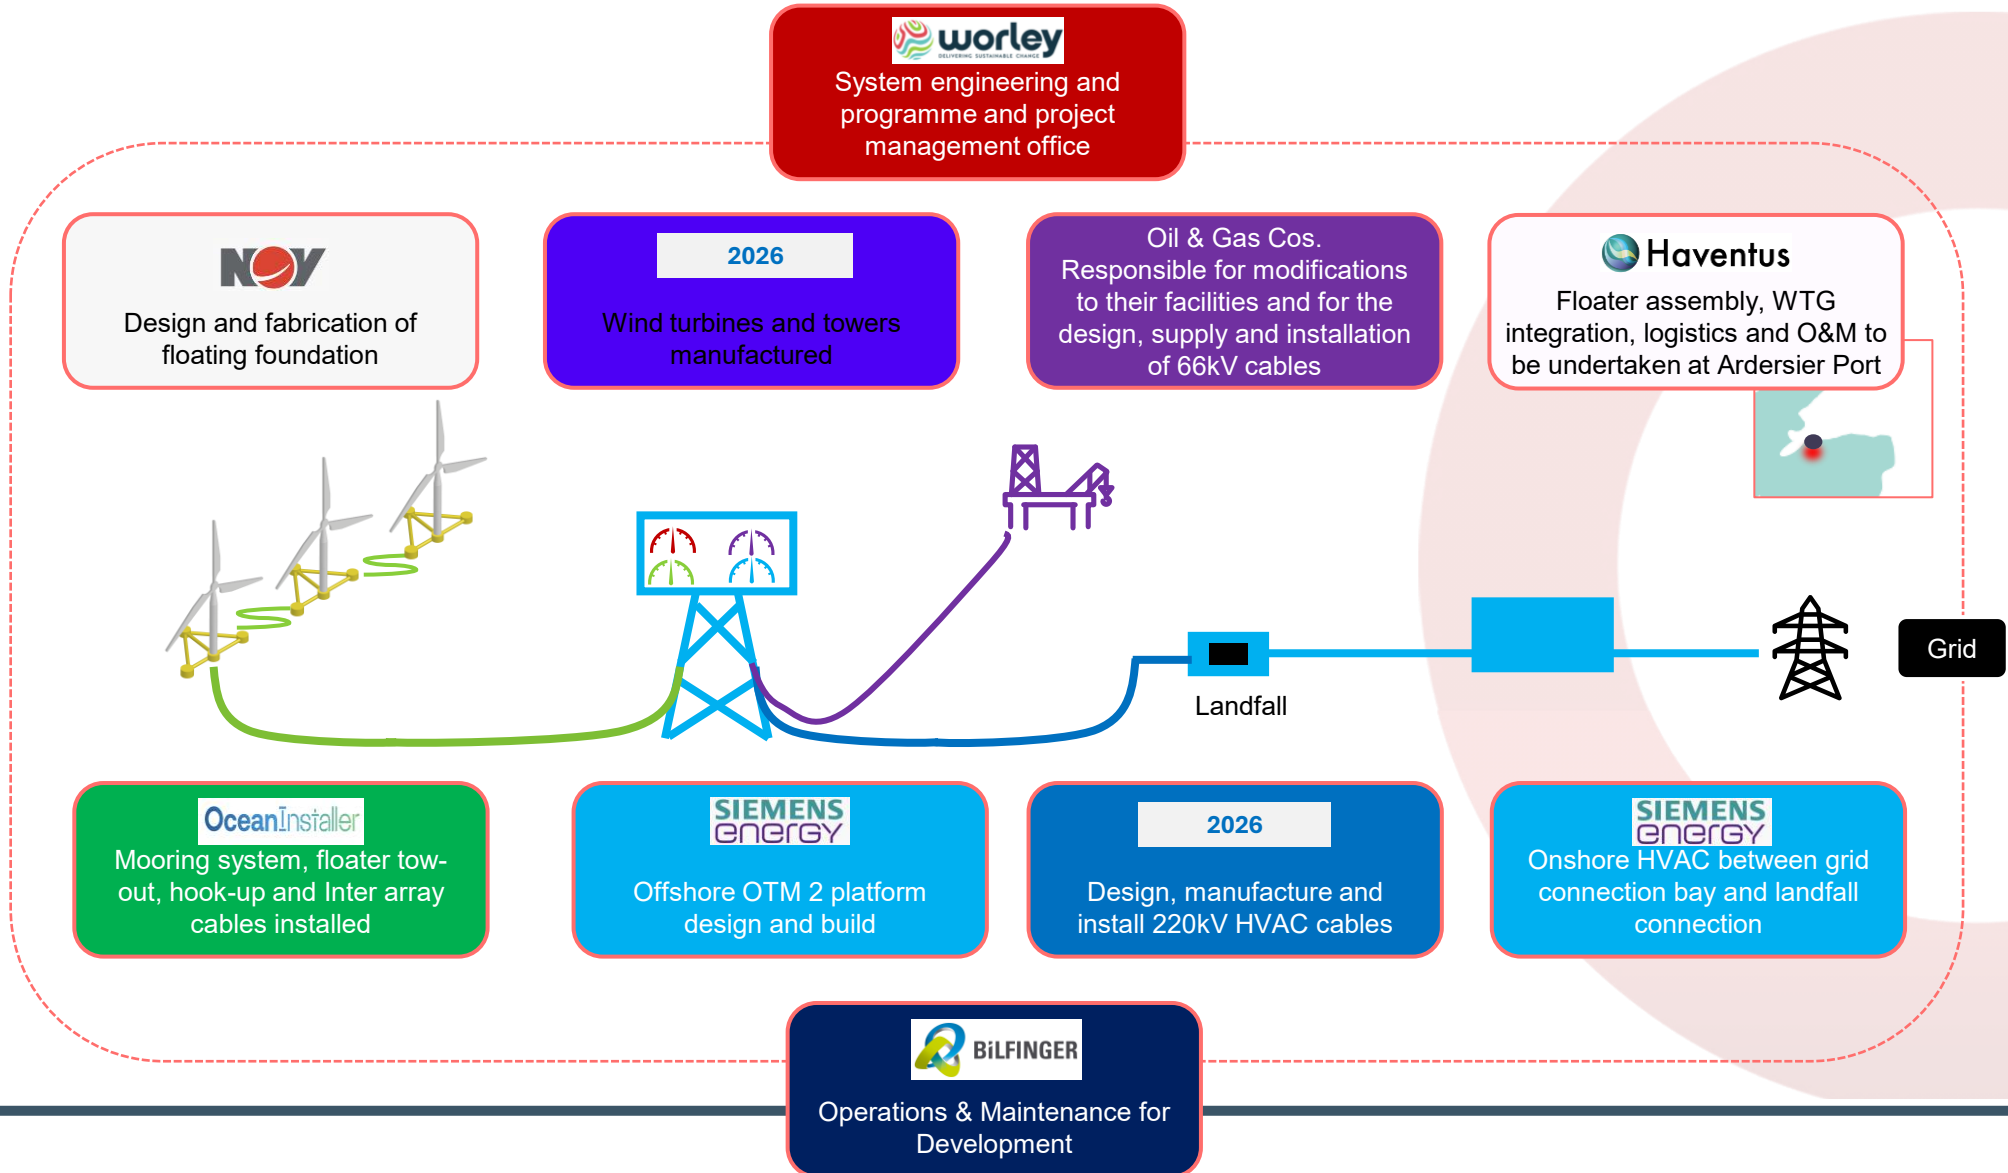 worley
DELIVERING SUSTAINABLE CHANGE
System engineering and
programme and project
management office
NOV
Design and fabrication of
floating foundation
2026
Wind turbines and towers
manufactured
Oil & Gas Cos.
Responsible for modifications
to their facilities and for the
design, supply and installation
of 66kV cables
Haventus
Floater assembly, WTG
integration, logistics and O&M to
be undertaken at Ardersier Port
Landfall
Grid
OceanInstaller
Mooring system, floater tow-
out, hook-up and Inter array
cables installed
SIEMENS
energy
Offshore OTM 2 platform
design and build
2026
Design, manufacture and
install 220kV HVAC cables
SIEMENS
energy
Onshore HVAC between grid
connection bay and landfall
connection
BiLFINGER
Operations & Maintenance for
Development